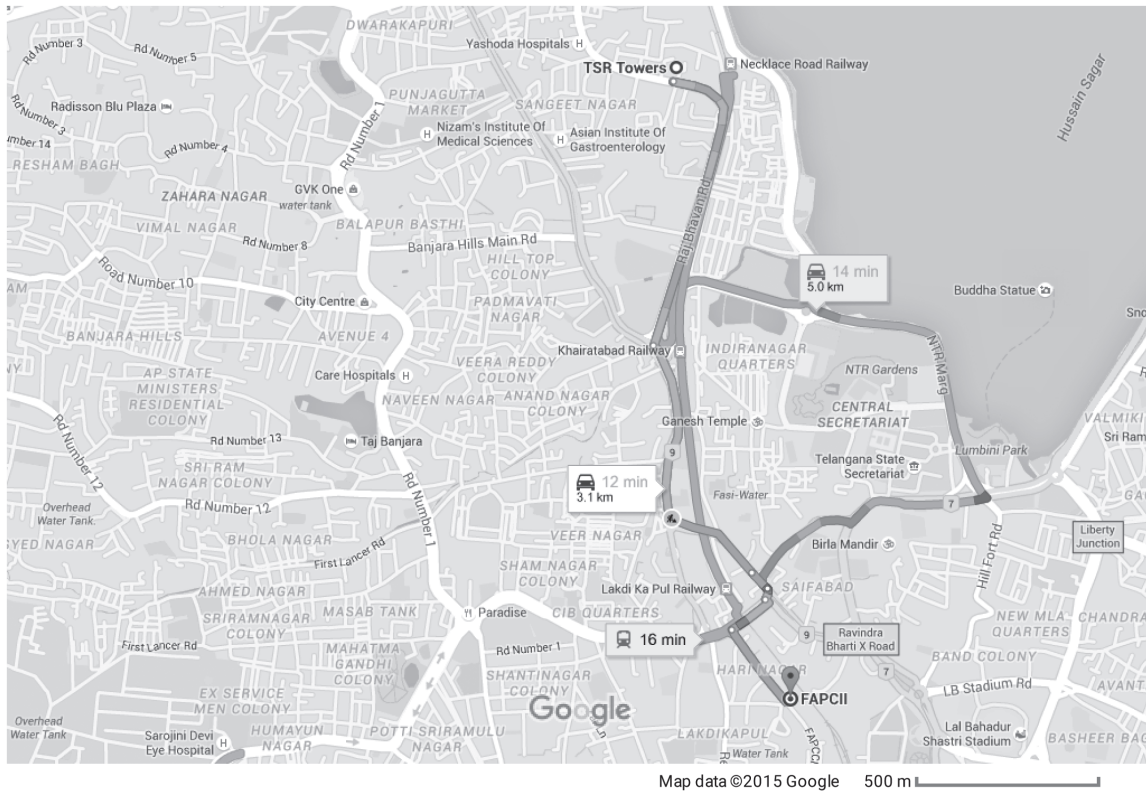 DWARAKAPURI
Rd Number 3
Rd Number 5
Yashoda Hospitals
TSR Towers
Necklace Road Railway
Hussain Sagar
Radisson Blu Plaza
PUNJAGUTTA
MARKET
SANGEET NAGAR
Rd Number 3
Rd Number 1
Nizam's Institute Of
Medical Sciences
Asian Institute Of
Gastroenterology
umber 14
Rd Number 4
RESHAM BAGH
GVK One
water tank
ZAHARA NAGAR
VIMAL NAGAR
BALAPUR BASTHI
Raj Bhavan Rd
Rd Number 8
Banjara Hills Main Rd
HILL TOP
COLONY
Road Number 10
14 min
5.0 km
AM
City Centre
PADMAVATI
NAGAR
Buddha Statue
BANJARA HILLS
AVENUE 4
Khairatabad Railway
INDIRANAGAR
QUARTERS
NTR Marg
VEERA REDDY
COLONY
NTR Gardens
AP STATE
MINISTERS
RESIDENTIAL
COLONY
Care Hospitals
NAVEEN NAGAR
ANAND NAGAR
COLONY
CENTRAL
SECRETARIAT
Ganesh Temple
VALMIKI
Rd Number 13
Taj Banjara
Sri Ram
NAGAR
Rd Number 12
SRI RAM
NAGAR COLONY
9
Lumbini Park
Telangana State
Secretariat
12 min
3.1 km
Rd Number 1
Fasi-Water
7
Overhead
Water Tank.
Rd Number 12
SYED NAGAR
BHOLA NAGAR
First Lancer Rd
VEER NAGAR
Birla Mandir
Liberty
Junction
Hill Fort Rd
SHAM NAGAR
COLONY
AHMED NAGAR
Lakdi Ka Pul Railway
SAIFABAD
SRIRAMNAGAR
COLONY
MASAB TANK
Paradise
CIB QUARTERS
NEW MLA
QUARTERS
CHANDRA
16 min
9
Ravindra
Bharti X Road
First Lancer Rd
MAHATMA
GANDHI
COLONY
Rd Number 1
BAND COLONY
HARI NAGAR
7
SHANTINAGAR
COLONY
LB Stadium Rd
AVANT
EX SERVICE
MEN COLONY
FAPCII
Google
Overhead
Water Tank
Sarojini Devi
Eye Hospital
HUMAYUN
NAGAR
POTTI SRIRAMULU
NAGAR
LAKDIKAPUL
Water Tank
Lal Bahadur
Shastri Stadium
BASHEER BAG
Map data ©2015 Google 500 m